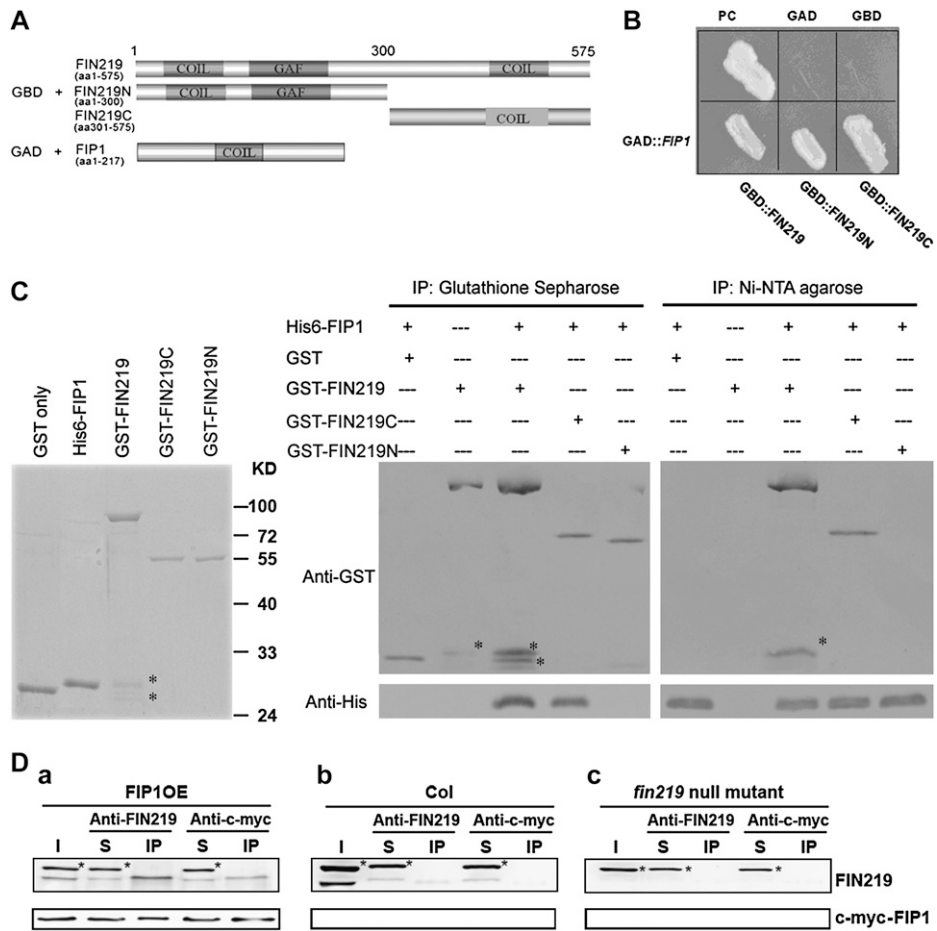 A
1 300 575
FIN219
(aa1-575)
COIL GAF COIL
GBD + FIN219N
(aa1-300)
COIL GAF
FIN219C
(aa301-575)
COIL
GAD + FIP1
(aa1-217)
COIL
B
PC GAD GBD
GAD::FIP1
GBD::FIN219
GBD::FIN219N
GBD::FIN219C
C
GST only
His6-FIP1
GST-FIN219
GST-FIN219C
GST-FIN219N
KD
100
72
55
40
33
24
*
*
IP: Glutathione Sepharose IP: Ni-NTA agarose
His6-FIP1 + --- + + + + --- + + +
GST + --- --- --- --- + --- --- --- ---
GST-FIN219 --- + + --- --- --- + + --- ---
GST-FIN219C --- --- --- + --- --- --- --- + ---
GST-FIN219N --- --- --- --- + --- --- --- --- +
Anti-GST
* * *
*
Anti-His
D
a
FIP1OE
Anti-FIN219 Anti-c-myc
I S IP S IP
* * *
b
Col
Anti-FIN219 Anti-c-myc
I S IP S IP
* * *
c
fin219 null mutant
Anti-FIN219 Anti-c-myc
I S IP S IP
* * *
FIN219
c-myc-FIP1